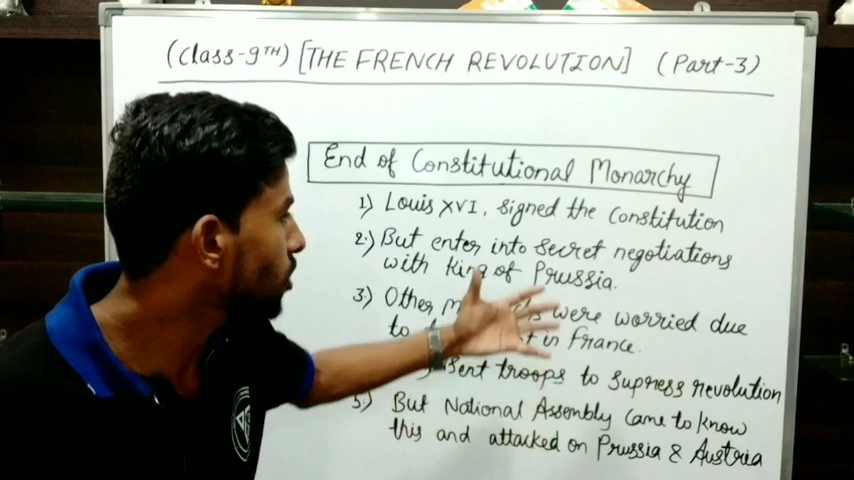 (Class-9TH) [THE FRENCH REVOLUTION] (Part-3)
End of Constitutional Monarchy
1) Louis XVI, signed the Constitution
2.) But enter into secret negotiations
with King of Prussia.
3.) Other were worried due
to in France.
) sent troops to supress revolution
5.) But National Assembly came to know
this and attacked on Prussia & Austria